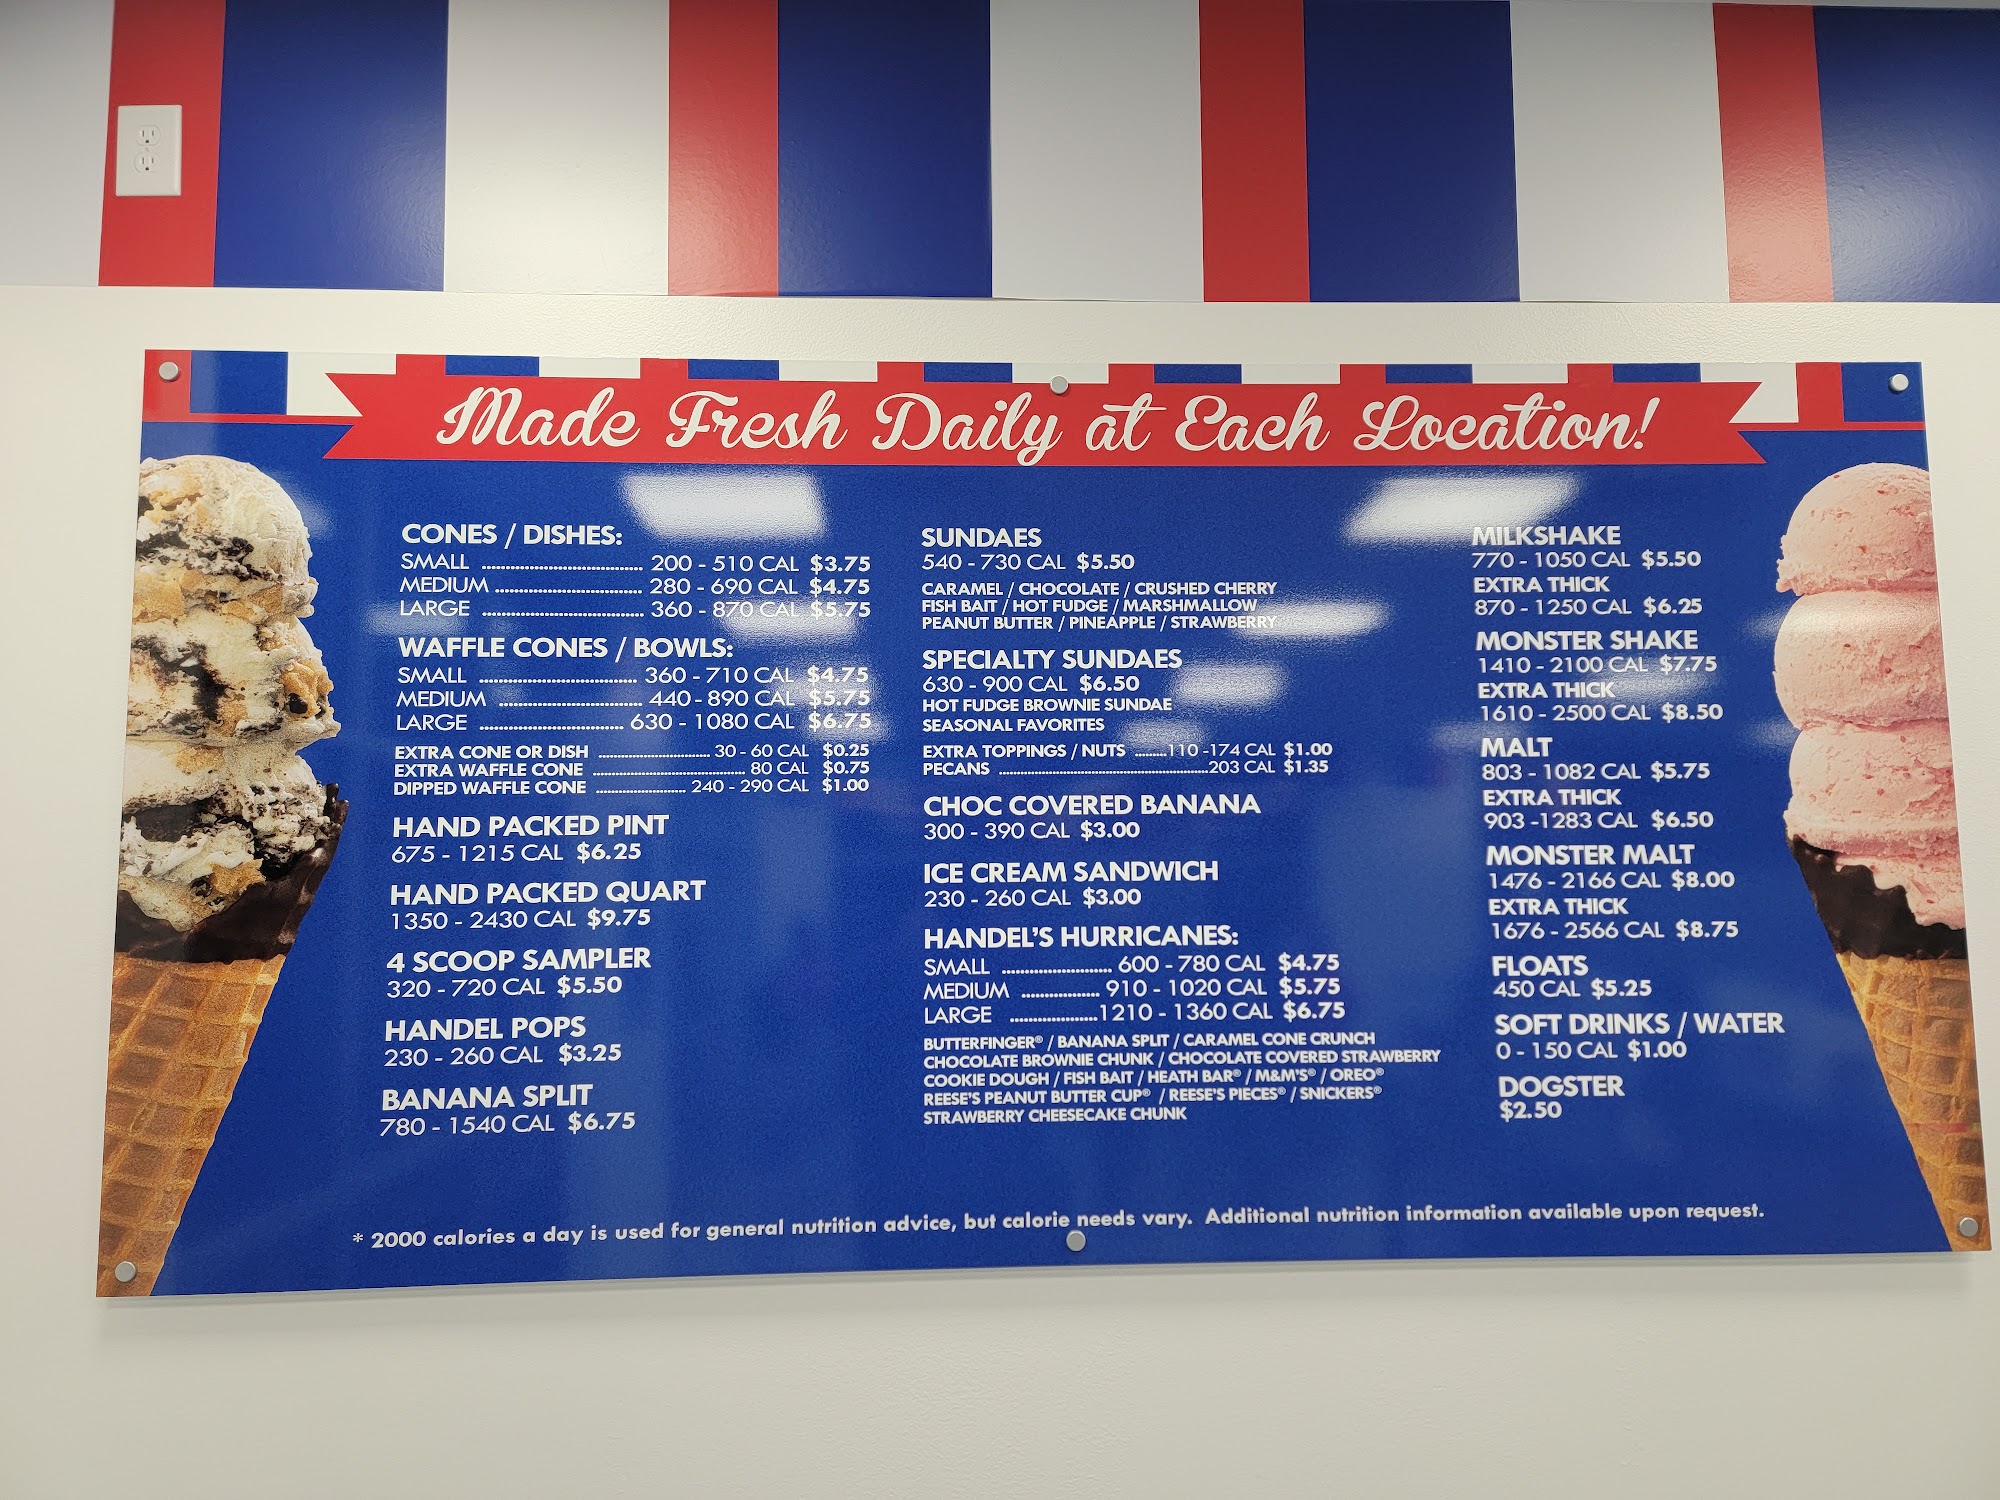 Made Fresh Daily at Each Location!
CONES / DISHES:
SMALL ........ 200 - 510 CAL $3.75
MEDIUM ........ 280 - 690 CAL $4.75
LARGE ........ 360 - 870 CAL $5.75
WAFFLE CONES / BOWLS:
SMALL ........ 360 - 710 CAL $4.75
MEDIUM ........ 440 - 890 CAL $5.75
LARGE ........ 630 - 1080 CAL $6.75
EXTRA CONE OR DISH ........ 30 - 60 CAL $0.25
EXTRA WAFFLE CONE ........ 80 CAL $0.75
DIPPED WAFFLE CONE ........ 240 - 290 CAL $1.00
HAND PACKED PINT
675 - 1215 CAL $6.25
HAND PACKED QUART
1350 - 2430 CAL $9.75
4 SCOOP SAMPLER
320 - 720 CAL $5.50
HANDEL POPS
230 - 260 CAL $3.25
BANANA SPLIT
780 - 1540 CAL $6.75
SUNDAES
540 - 730 CAL $5.50
CARAMEL / CHOCOLATE / CRUSHED CHERRY
FISH BAIT / HOT FUDGE / MARSHMALLOW
PEANUT BUTTER / PINEAPPLE / STRAWBERRY
SPECIALTY SUNDAES
630 - 900 CAL $6.50
HOT FUDGE BROWNIE SUNDAE
SEASONAL FAVORITES
EXTRA TOPPINGS / NUTS ........ 110 -174 CAL $1.00
PECANS ........ 203 CAL $1.35
CHOC COVERED BANANA
300 - 390 CAL $3.00
ICE CREAM SANDWICH
230 - 260 CAL $3.00
HANDEL'S HURRICANES:
SMALL ........ 600 - 780 CAL $4.75
MEDIUM ........ 910 - 1020 CAL $5.75
LARGE ........ 1210 - 1360 CAL $6.75
BUTTERFINGER® / BANANA SPLIT / CARAMEL CONE CRUNCH
CHOCOLATE BROWNIE CHUNK / CHOCOLATE COVERED STRAWBERRY
COOKIE DOUGH / FISH BAIT / HEATH BAR® / M&M'S® / OREO®
REESE'S PEANUT BUTTER CUP® / REESE'S PIECES® / SNICKERS®
STRAWBERRY CHEESECAKE CHUNK
MILKSHAKE
770 - 1050 CAL $5.50
EXTRA THICK
870 - 1250 CAL $6.25
MONSTER SHAKE
1410 - 2100 CAL $7.75
EXTRA THICK
1610 - 2500 CAL $8.50
MALT
803 - 1082 CAL $5.75
EXTRA THICK
903 -1283 CAL $6.50
MONSTER MALT
1476 - 2166 CAL $8.00
EXTRA THICK
1676 - 2566 CAL $8.75
FLOATS
450 CAL $5.25
SOFT DRINKS / WATER
0 - 150 CAL $1.00
DOGSTER
$2.50
* 2000 calories a day is used for general nutrition advice, but calorie needs vary. Additional nutrition information available upon request.